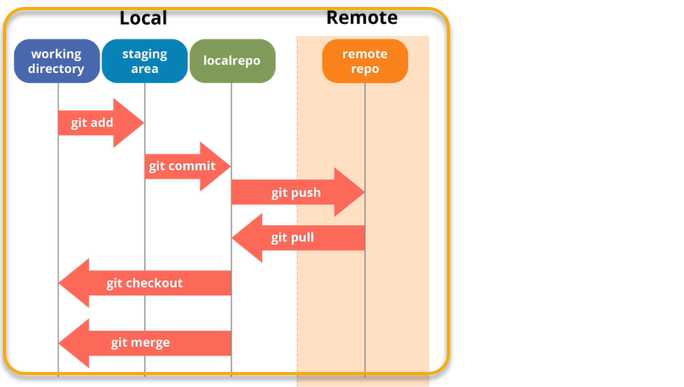 Local
Remote
working
directory
staging
area
localrepo
remote
repo
git add
git commit
git push
git pull
git checkout
git merge